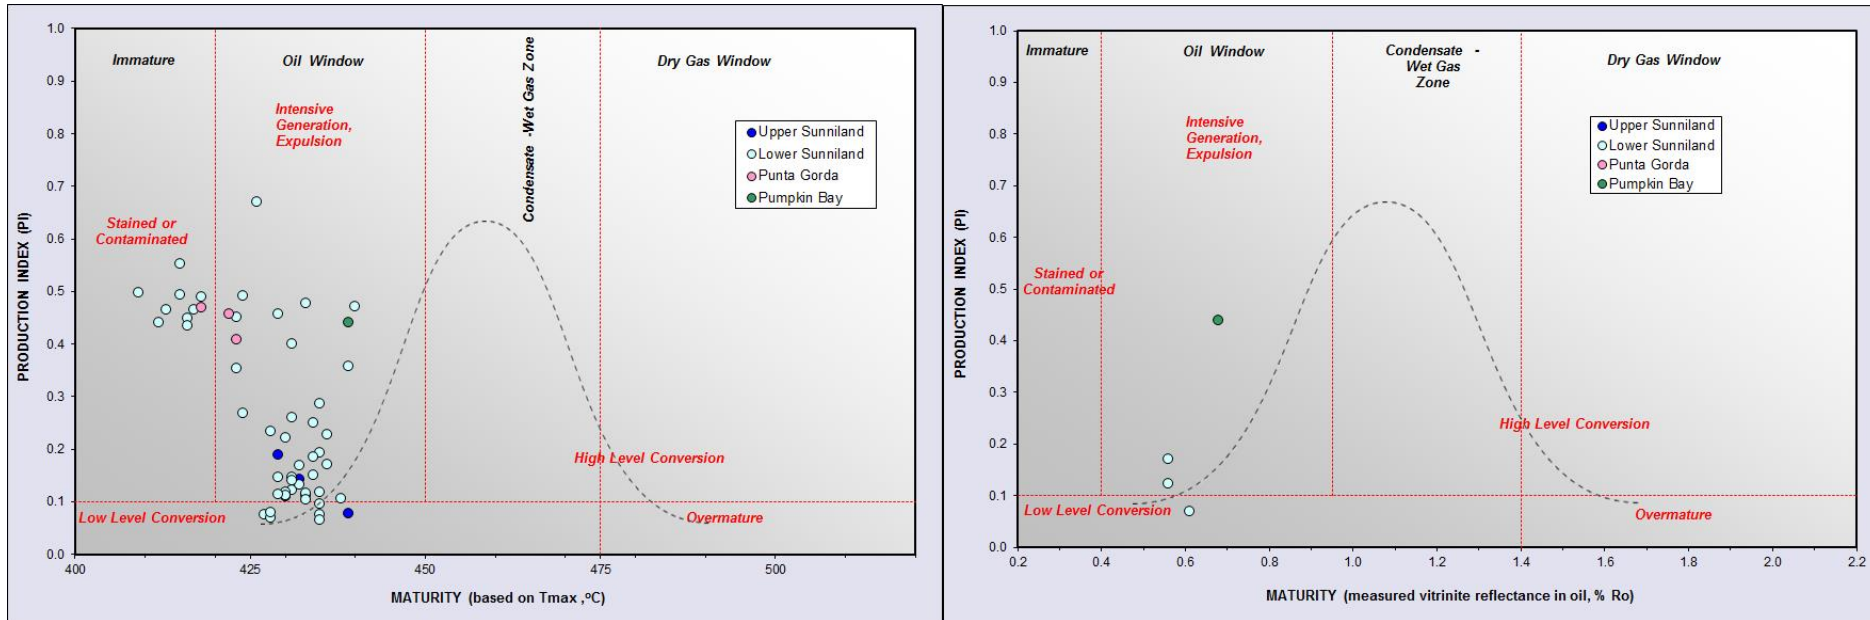 1.0
0.9
0.8
0.7
0.6
0.5
0.4
0.3
0.2
0.1
0.0
PRODUCTION INDEX (PI)
Immature
Oil Window
Condensate -Wet Gas Zone
Dry Gas Window
Intensive
Generation,
Expulsion
Upper Sunniland
Lower Sunniland
Punta Gorda
Pumpkin Bay
Stained or
Contaminated
High Level Conversion
Low Level Conversion
Overmature
400
425
450
475
500
MATURITY (based on Tmax ,ºC)
1.0
0.9
0.8
0.7
0.6
0.5
0.4
0.3
0.2
0.1
0.0
PRODUCTION INDEX (PI)
Immature
Oil Window
Condensate -
Wet Gas
Zone
Dry Gas Window
Intensive
Generation,
Expulsion
Upper Sunniland
Lower Sunniland
Punta Gorda
Pumpkin Bay
Stained or
Contaminated
High Level Conversion
Low Level Conversion
Overmature
0.2
0.4
0.6
0.8
1.0
1.2
1.4
1.6
1.8
2.0
2.2
MATURITY (measured vitrinite reflectance in oil, % Ro)